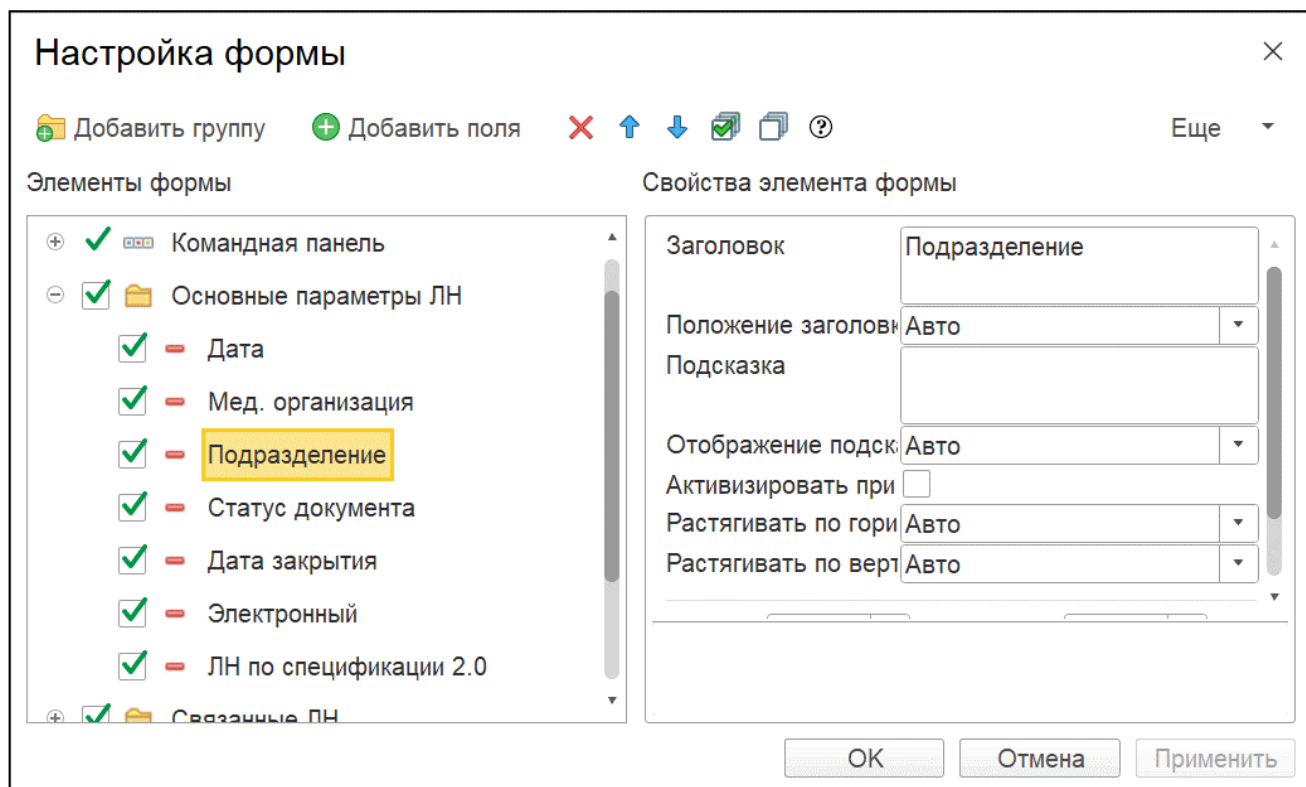 Настройка формы
Добавить группу Добавить поля Еще
Элементы формы
Командная панель
Основные параметры ЛН
Дата
Мед. организация
Подразделение
Статус документа
Дата закрытия
Электронный
ЛН по спецификации 2.0
Связанные ЛН
Свойства элемента формы
Заголовок Подразделение
Положение заголовк Авто
Подсказка
Отображение подск Авто
Активизировать при
Растягивать по гори Авто
Растягивать по верт Авто
OK Отмена Применить